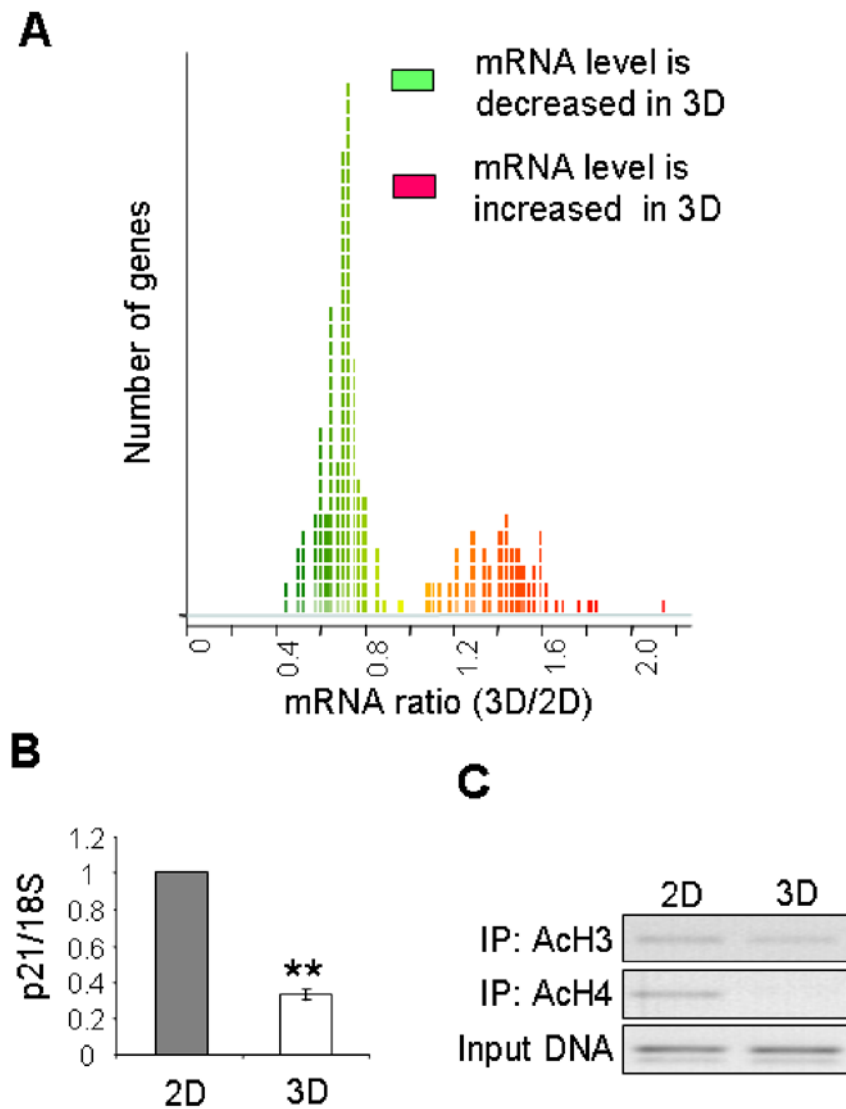 A
mRNA level is
decreased in 3D
mRNA level is
increased in 3D
Number of genes
0
0.4
0.8
1.2
1.6
2.0
mRNA ratio (3D/2D)
B
p21/18S
1.2
1
0.8
0.6
0.4
0.2
0
**
2D
3D
C
2D 3D
IP: AcH3
IP: AcH4
Input DNA